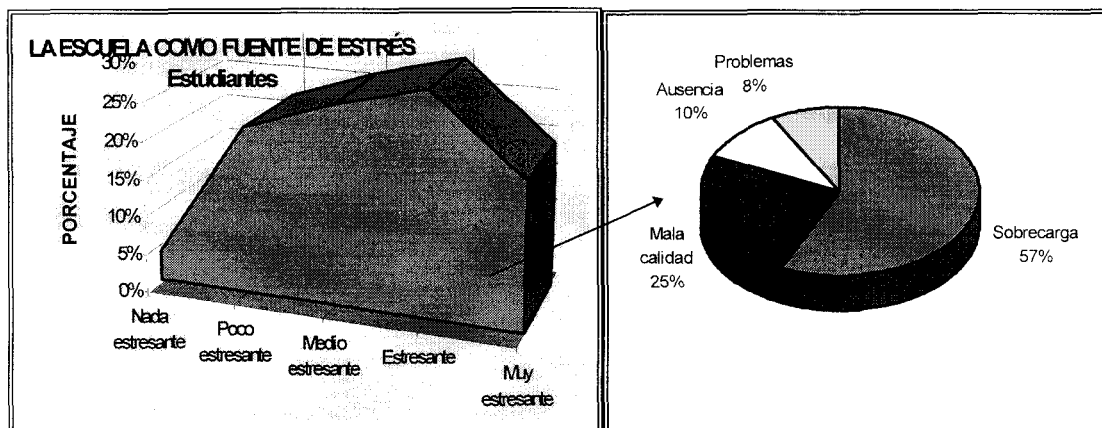 LA ESCUELA COMO FUENTE DE ESTRÉS
Estudiantes
PORCENTAJE
30%
25%
20%
15%
10%
5%
0%
Nada
estresante
Poco
estresante
Medio
estresante
Estresante
Muy
estresante
Problemas
8%
Ausencia
10%
Mala
calidad
25%
Sobrecarga
57%